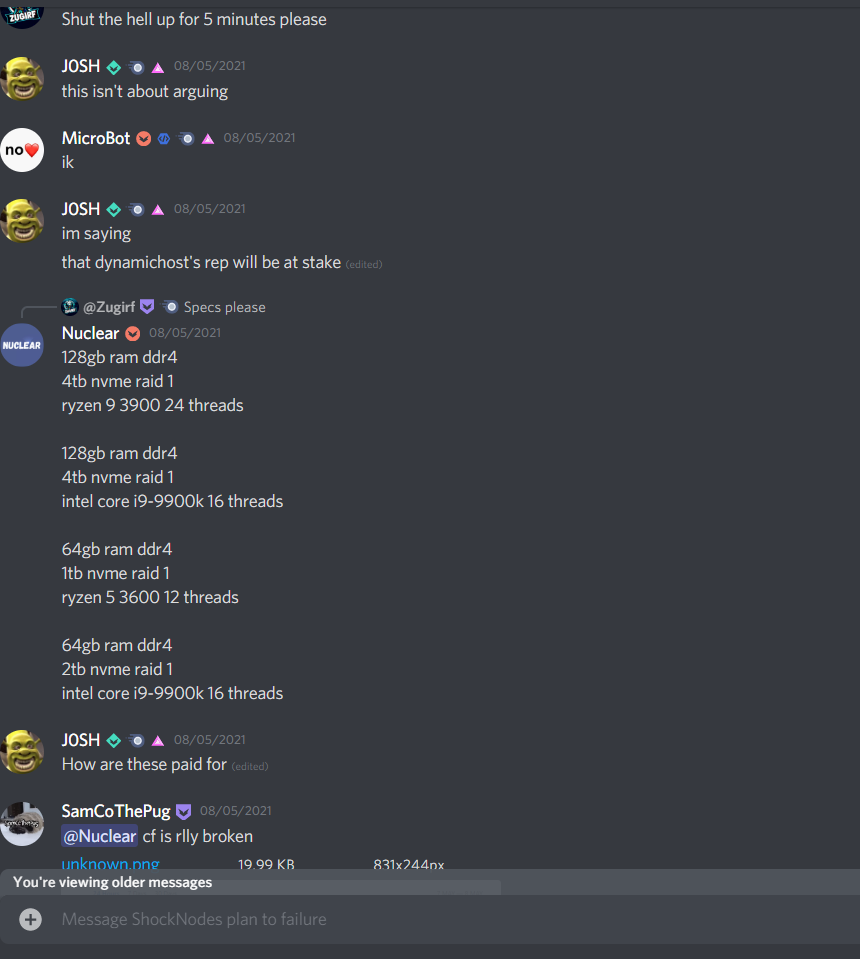 ZUGIRF
Shut the hell up for 5 minutes please
J0SH 08/05/2021
this isn't about arguing
no❤️
MicroBot 08/05/2021
ik
J0SH 08/05/2021
im saying
that dynamichost's rep will be at stake (edited)
@Zugirf Specs please
NUCLEAR
Nuclear 08/05/2021
128gb ram ddr4
4tb nvme raid 1
ryzen 9 3900 24 threads
128gb ram ddr4
4tb nvme raid 1
intel core i9-9900k 16 threads
64gb ram ddr4
1tb nvme raid 1
ryzen 5 3600 12 threads
64gb ram ddr4
2tb nvme raid 1
intel core i9-9900k 16 threads
J0SH 08/05/2021
How are these paid for (edited)
SamCoThePug 08/05/2021
@Nuclear cf is rlly broken
unknown.png 19.99 KB 831x244px
You're viewing older messages
Message ShockNodes plan to failure